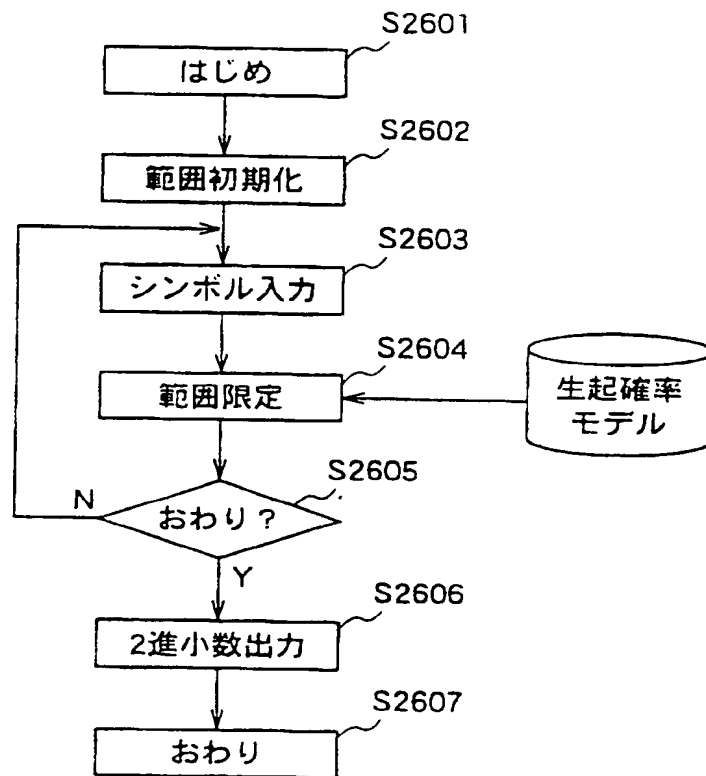 S2601
はじめ
S2602
範囲初期化
S2603
シンボル入力
S2604
範囲限定
生起確率
モデル
S2605
N
おわり?
Y
S2606
2進小数出力
S2607
おわり